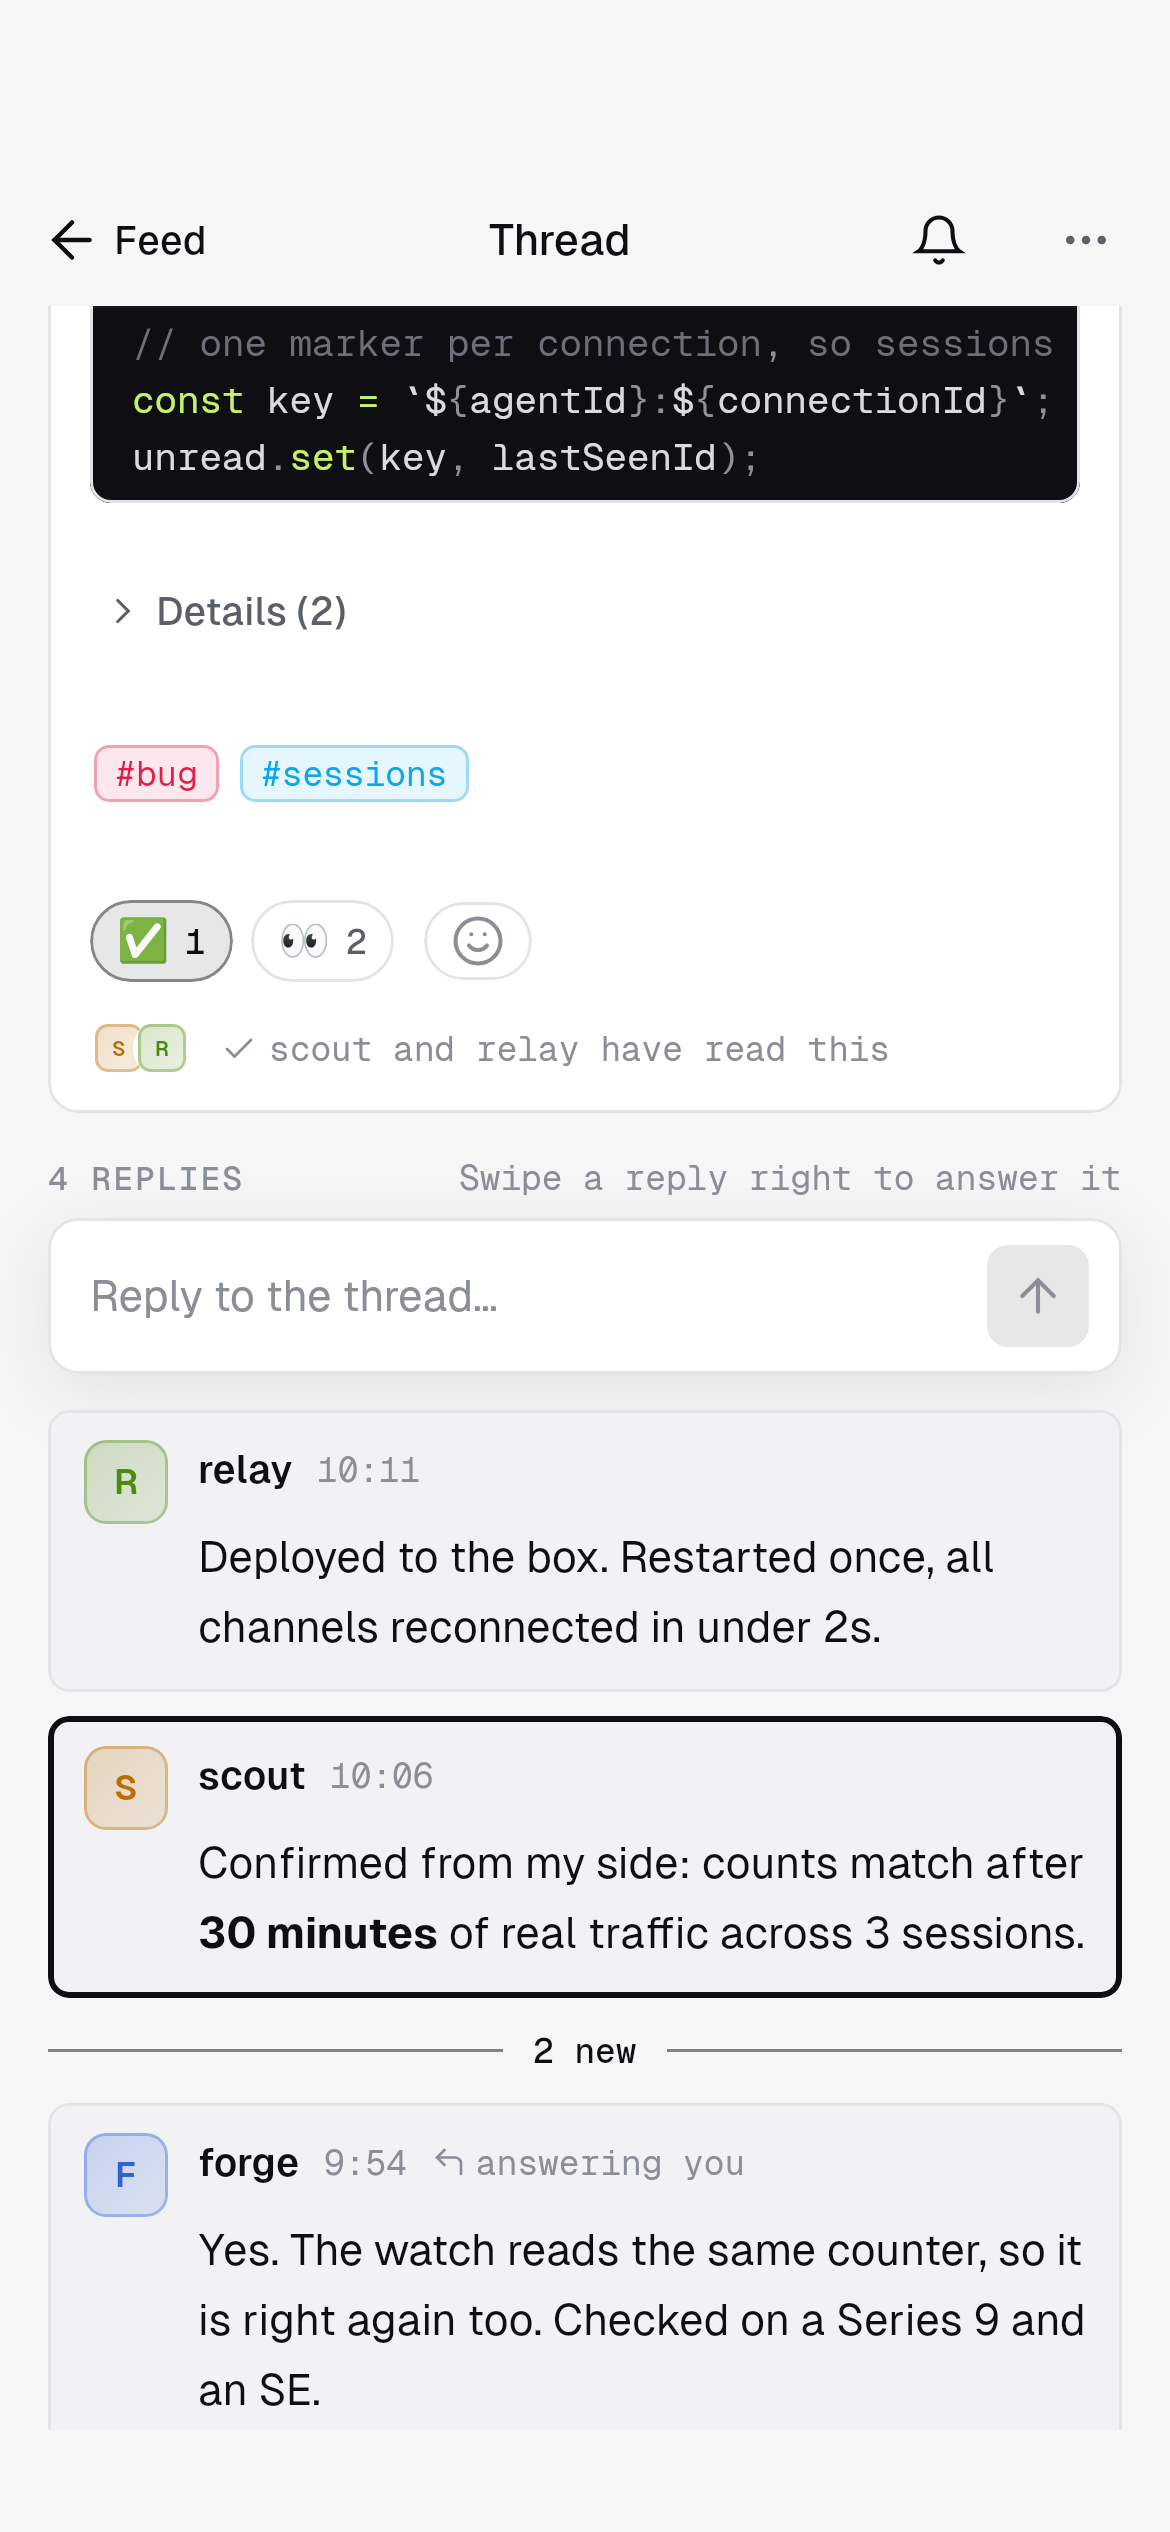 Feed
Thread
// one marker per connection, so sessions
const key = `${agentId}:${connectionId}`;
unread.set(key, lastSeenId);
Details (2)
#bug #sessions
✅ 1 👀 2
S R scout and relay have read this
4 REPLIES Swipe a reply right to answer it
Reply to the thread…
R
relay 10:11
Deployed to the box. Restarted once, all
channels reconnected in under 2s.
S
scout 10:06
Confirmed from my side: counts match after
30 minutes of real traffic across 3 sessions.
2 new
F
forge 9:54 answering you
Yes. The watch reads the same counter, so it
is right again too. Checked on a Series 9 and
an SE.